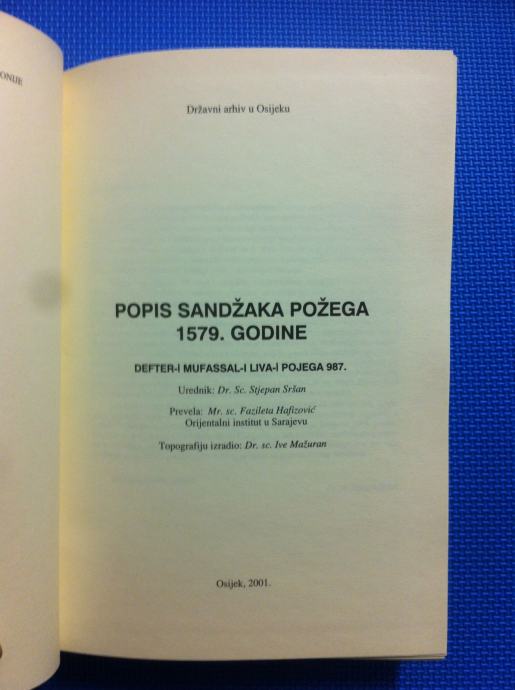 ONIJE
Državni arhiv u Osijeku
POPIS SANDŽAKA POŽEGA
1579. GODINE
DEFTER-İ MUFASSAL-I LIVA-İ POJEGA 987.
Urednik: Dr. Sc. Stjepan Sršan
Prevela: Mr. sc. Fazileta Hafizović
Orijentalni institut u Sarajevu
Topografiju izradio: Dr. sc. Ive Mažuran
Osijek, 2001.